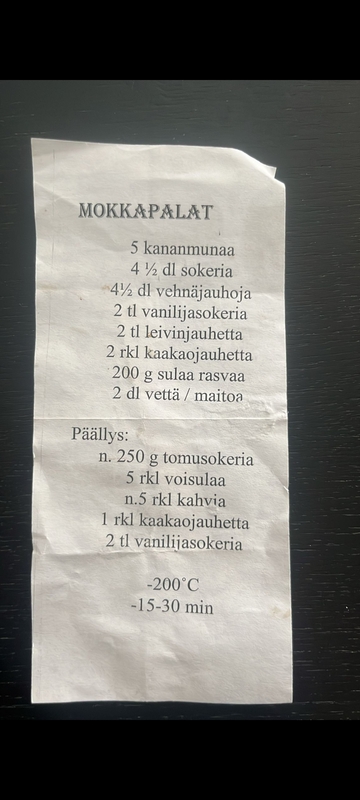 MOKKAPALAT
5 kananmunaa
4 ½ dl sokeria
4½ dl vehnäjauhoja
2 tl vanilijasokeria
2 tl leivinjauhetta
2 rkl kaakaojauhetta
200 g sulaa rasvaa
2 dl vettä / maitoa
Päällys:
n. 250 g tomusokeria
5 rkl voisulaa
n.5 rkl kahvia
1 rkl kaakaojauhetta
2 tl vanilijasokeria
-200°C
-15-30 min